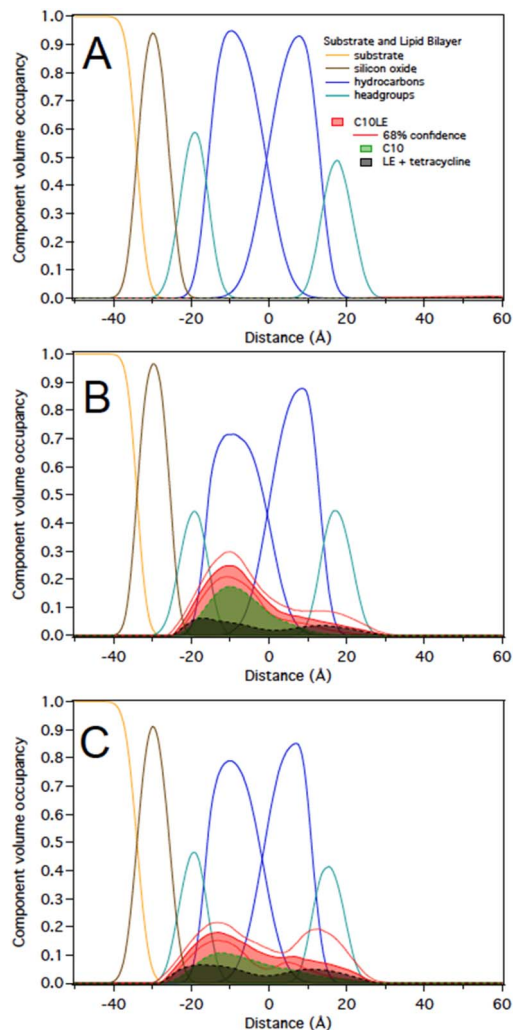 A
Substrate and Lipid Bilayer
substrate
silicon oxide
hydrocarbons
headgroups
C10LE
68% confidence
C10
LE + tetracycline
Component volume occupancy
1.0
0.9
0.8
0.7
0.6
0.5
0.4
0.3
0.2
0.1
0.0
-40 -20 0 20 40 60
Distance (Å)
B
Component volume occupancy
1.0
0.9
0.8
0.7
0.6
0.5
0.4
0.3
0.2
0.1
0.0
-40 -20 0 20 40 60
Distance (Å)
C
Component volume occupancy
1.0
0.9
0.8
0.7
0.6
0.5
0.4
0.3
0.2
0.1
0.0
-40 -20 0 20 40 60
Distance (Å)